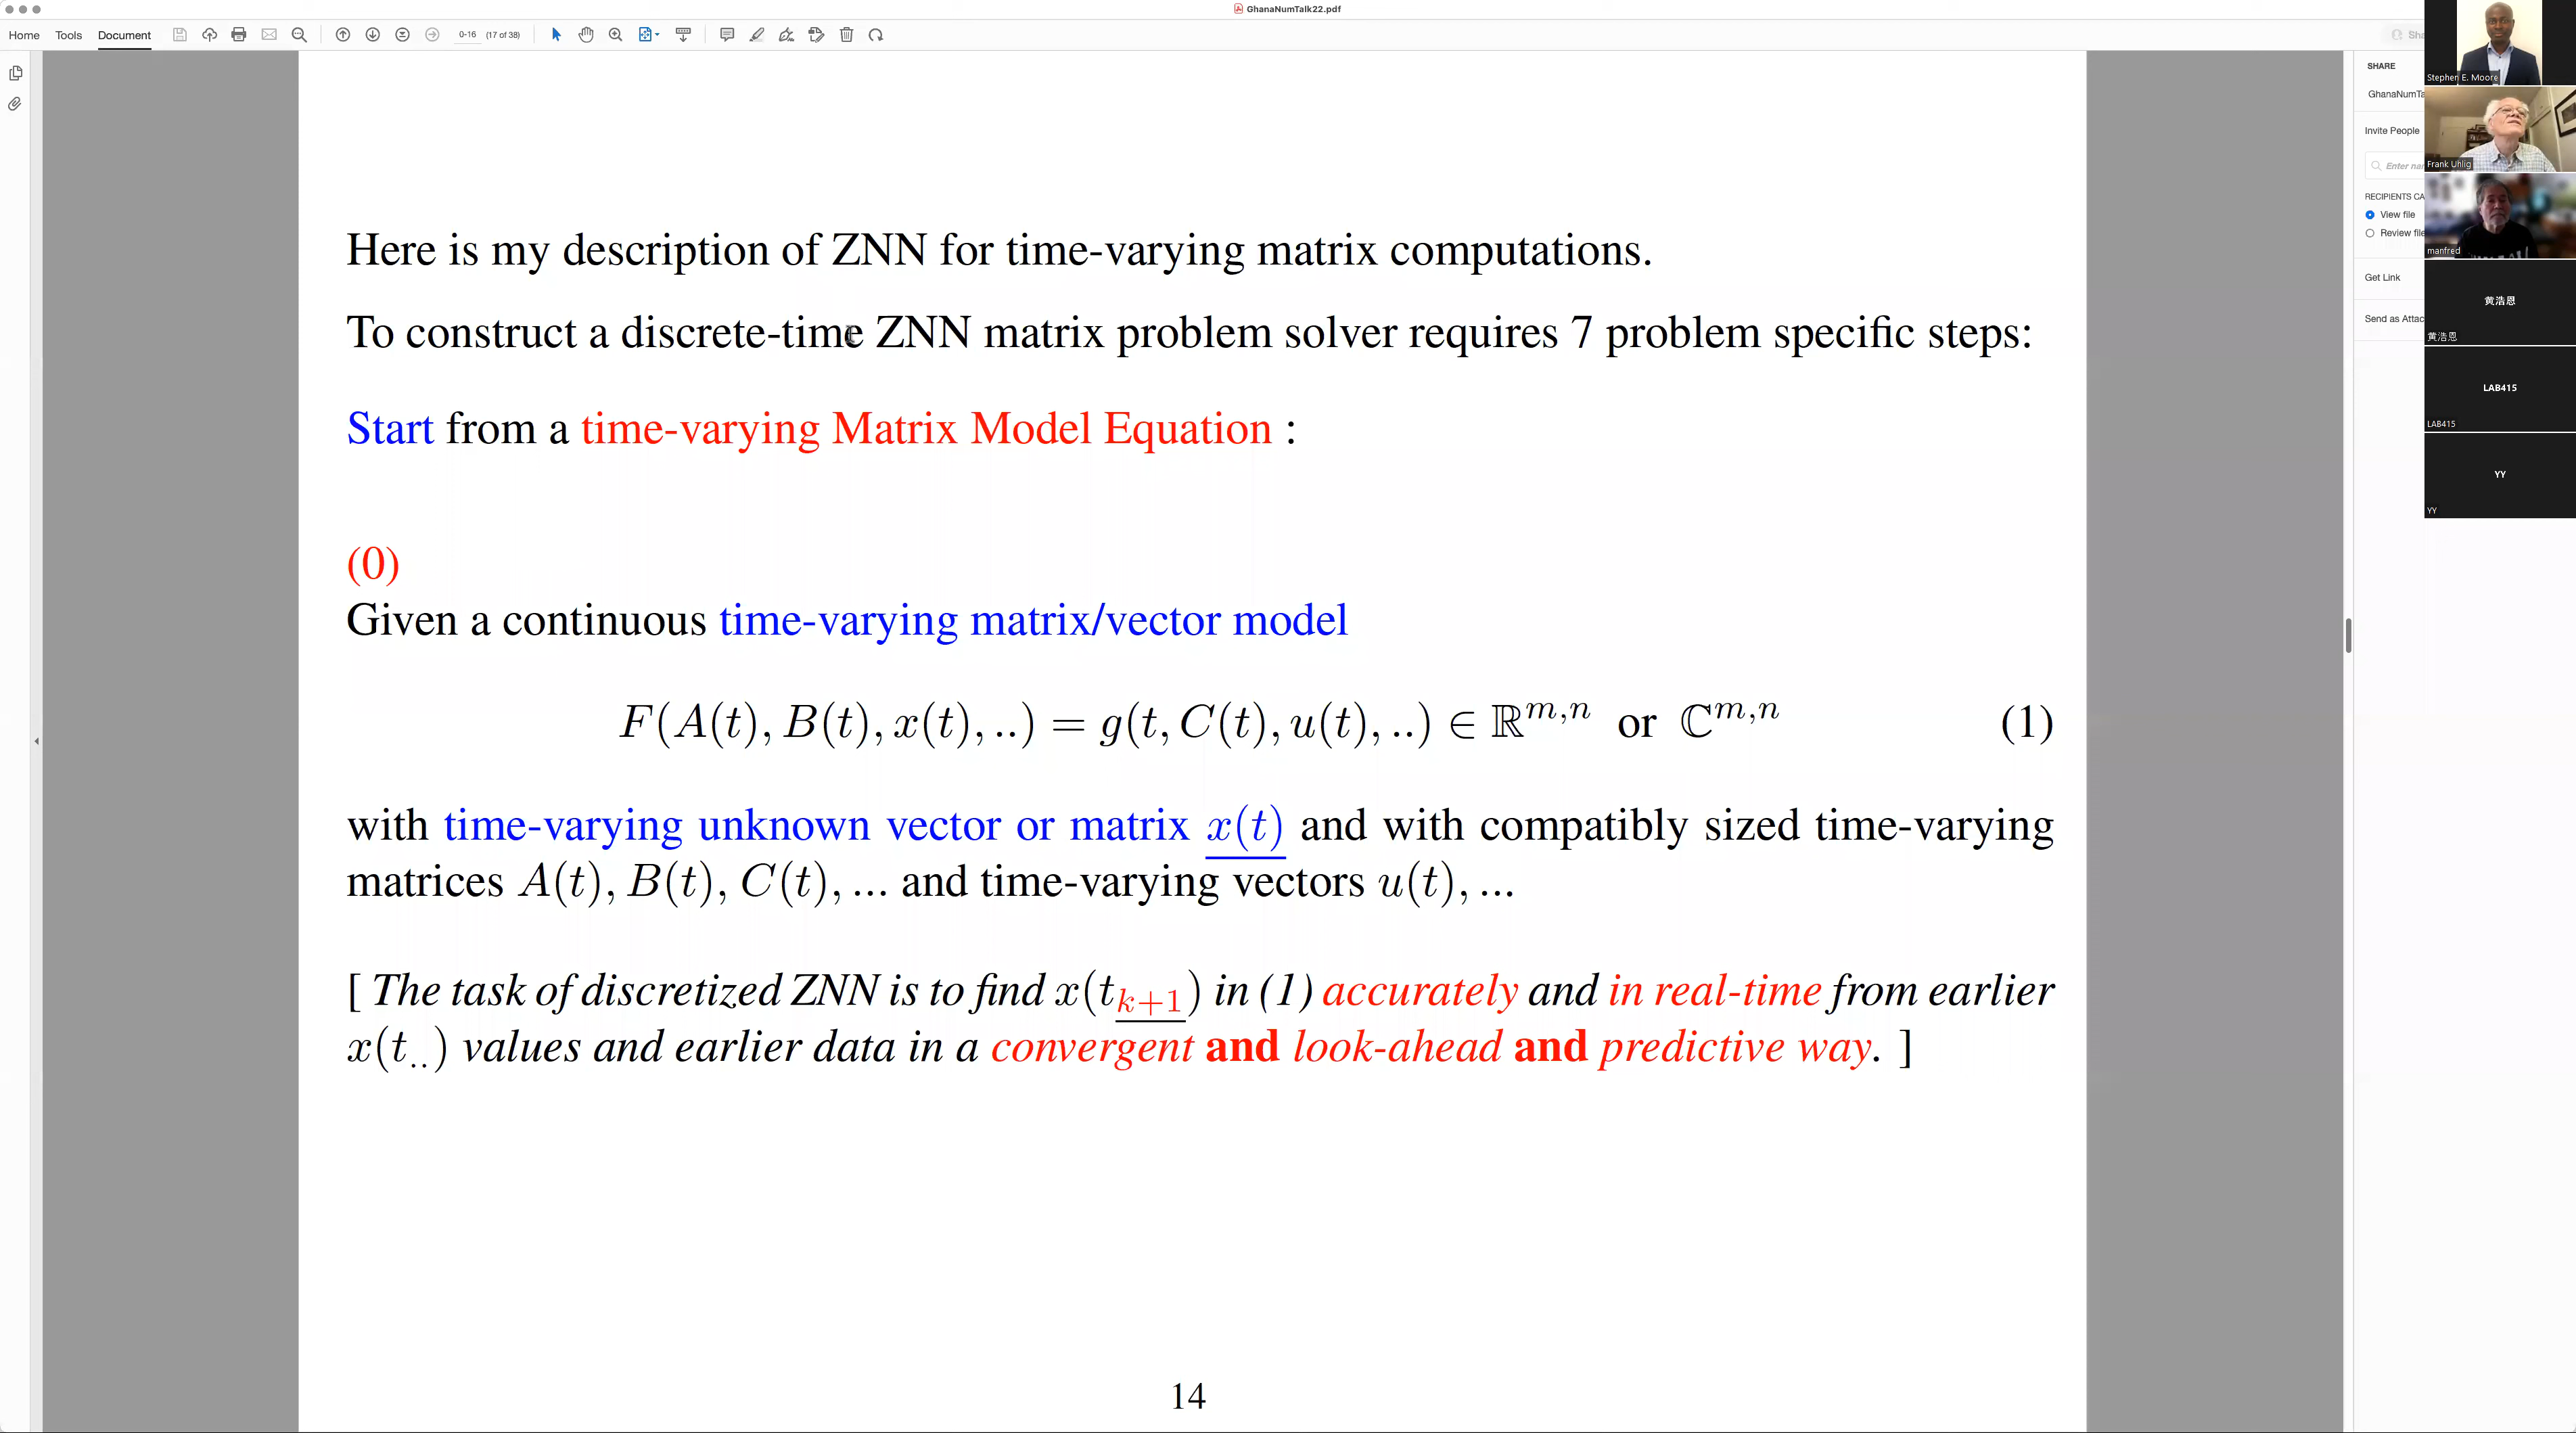 GhanaNumTalk22.pdf
Home Tools Document
0-16 (17 of 38)
Here is my description of ZNN for time-varying matrix computations.
To construct a discrete-time ZNN matrix problem solver requires 7 problem specific steps:
Start from a time-varying Matrix Model Equation :
(0)
Given a continuous time-varying matrix/vector model
F(A(t), B(t), x(t), ..) = g(t, C(t), u(t), ..) ∈ ℝ^{m,n} or ℂ^{m,n} (1)
with time-varying unknown vector or matrix x(t) and with compatibly sized time-varying
matrices A(t), B(t), C(t), ... and time-varying vectors u(t), ...
[ The task of discretized ZNN is to find x(t_{k+1}) in (1) accurately and in real-time from earlier
x(t_{..}) values and earlier data in a convergent and look-ahead and predictive way. ]
14
Sha
SHARE
GhanaNumTa
Invite People
Enter nar
RECIPIENTS CA
View file
Review file
Get Link
Send as Attac
Stephen E. Moore
Frank Uhlig
manfred
黄浩恩
黄浩恩
LAB415
LAB415
YY
YY